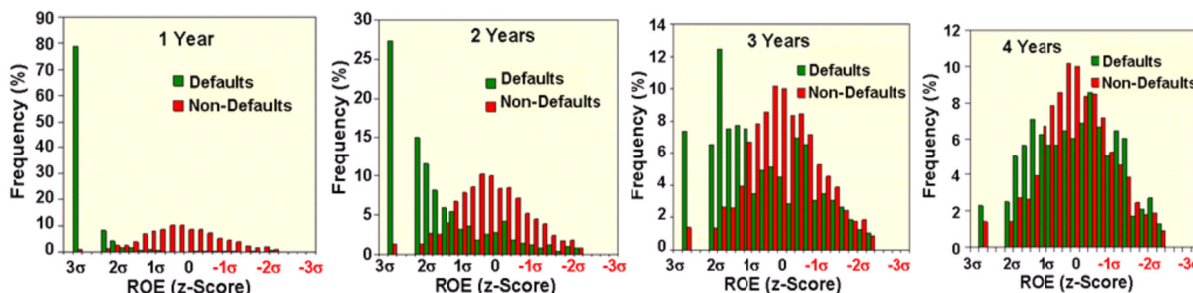 1 Year
Defaults
Non-Defaults
Frequency (%)
90
80
70
60
50
40
30
20
10
0
3σ 2σ 1σ 0 -1σ -2σ -3σ
ROE (z-Score)
2 Years
Defaults
Non-Defaults
Frequency (%)
30
25
20
15
10
5
0
3σ 2σ 1σ 0 -1σ -2σ -3σ
ROE (z-Score)
3 Years
Defaults
Non-Defaults
Frequency (%)
14
12
10
8
6
4
2
0
3σ 2σ 1σ 0 -1σ -2σ -3σ
ROE (z-Score)
4 Years
Defaults
Non-Defaults
Frequency (%)
12
10
8
6
4
2
0
3σ 2σ 1σ 0 -1σ -2σ -3σ
ROE (z-Score)